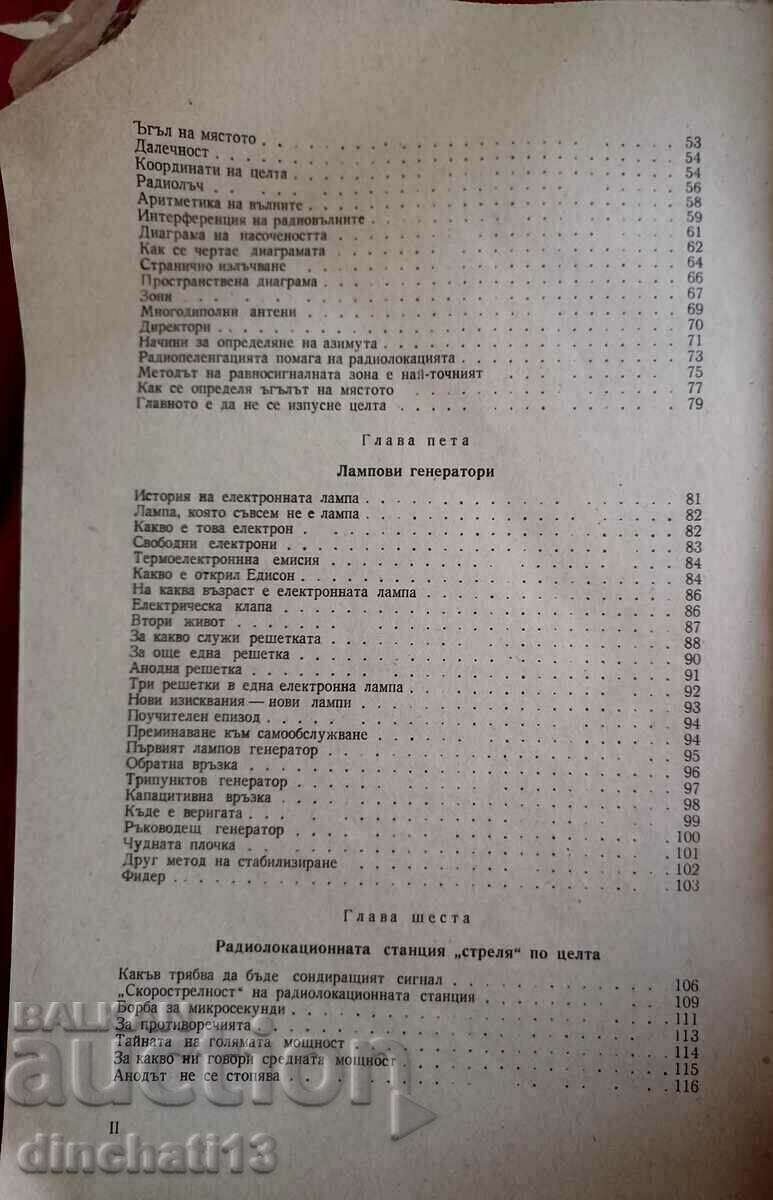 Ъгъл на мястото . . . . . . . . . . 53
Далечност . . . . . . . . . . 54
Координати на целта . . . . . . . . . . 54
Радиолъч . . . . . . . . . . 56
Аритметика на вълните . . . . . . . . . . 58
Интерференция на радиовълните . . . . . . . . . . 59
Диаграма на насочеността . . . . . . . . . . 61
Как се чертае диаграмата . . . . . . . . . . 62
Странично излъчване . . . . . . . . . . 64
Пространствена диаграма . . . . . . . . . . 66
Зони . . . . . . . . . . 67
Многодиполни антени . . . . . . . . . . 69
Директори . . . . . . . . . . 70
Начини за определяне на азимута . . . . . . . . . . 71
Радиопеленгацията помага на радиолокацията . . . . . . . . . . 73
Методът на равносигналната зона е най-точният . . . . . . . . . . 75
Как се определя ъгълът на мястото . . . . . . . . . . 77
Главното е да не се изпусне целта . . . . . . . . . . 79
Глава пета
Лампови генератори
История на електронната лампа . . . . . . . . . . 81
Лампа, която съвсем не е лампа . . . . . . . . . . 82
Какво е това електрон . . . . . . . . . . 82
Свободни електрони . . . . . . . . . . 83
Термоелектроннна емисия . . . . . . . . . . 84
Какво е открил Едисон . . . . . . . . . . 84
На каква възраст е електронната лампа . . . . . . . . . . 86
Електрическа клапа . . . . . . . . . . 86
Втори живот . . . . . . . . . . 87
За какво служи решетката . . . . . . . . . . 88
За още една решетка . . . . . . . . . . 90
Анодна решетка . . . . . . . . . . 91
Три решетки в една електронна лампа . . . . . . . . . . 92
Нови изисквания — нови лампи . . . . . . . . . . 93
Поучителен епизод . . . . . . . . . . 94
Преминаване към самообслужване . . . . . . . . . . 94
Първият лампов генератор . . . . . . . . . . 95
Обратна връзка . . . . . . . . . . 96
Трипунктов генератор . . . . . . . . . . 97
Капацитивна връзка . . . . . . . . . . 98
Къде е веригата . . . . . . . . . . 99
Ръководещ генератор . . . . . . . . . . 100
Чудната плочка . . . . . . . . . . 101
Друг метод на стабилизиране . . . . . . . . . . 102
Фидер . . . . . . . . . . 103
Глава шеста
Радиолокационната станция „стреля“ по целта
Какъв трябва да бъде сондиращият сигнал . . . . . . . . . . 106
„Скорострелност“ на радиолокационната станция . . . . . . . . . . 109
Борба за микросекунди . . . . . . . . . . 111
За противоречията . . . . . . . . . . 113
Тайната на голямата мощност . . . . . . . . . . 114
За какво ни говори средната мощност . . . . . . . . . . 115
Анодът не се стопява . . . . . . . . . . 116
II
BALKAN
auction
dinchati13